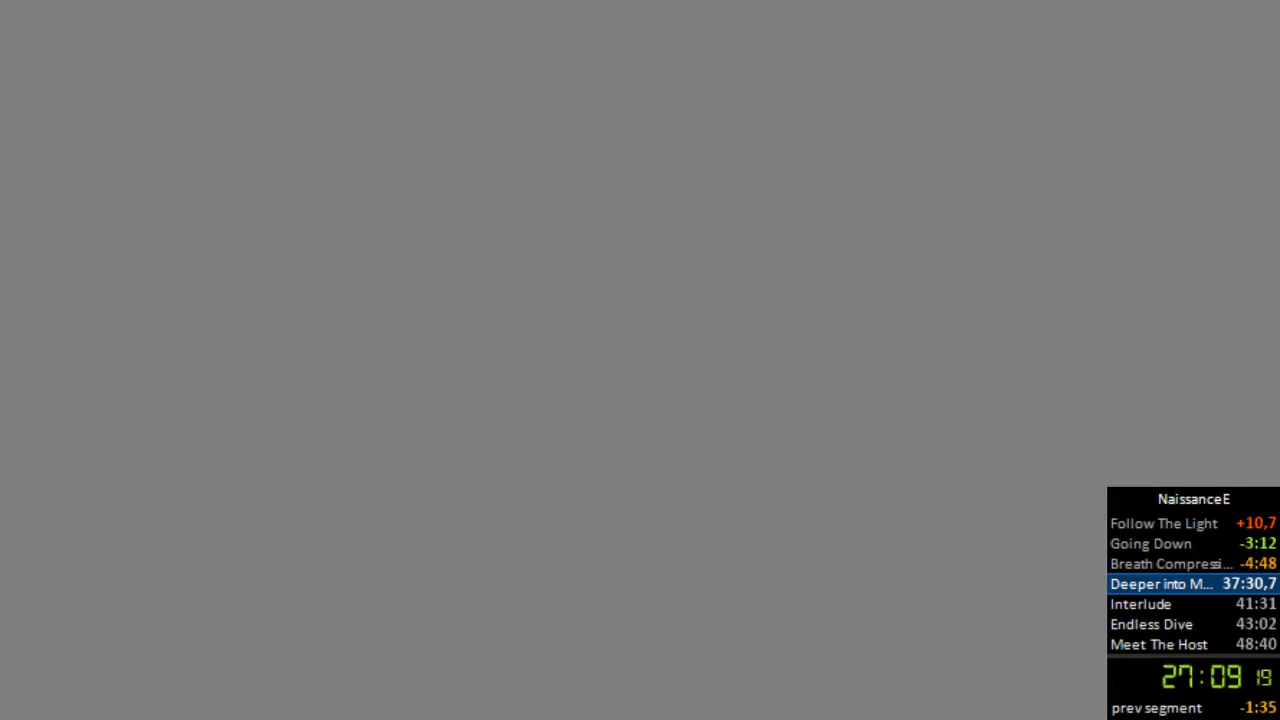 NaissanceE
Follow The Light +10,7
Going Down -3:12
Breath Compressi... -4:48
Deeper into M... 37:30,7
Interlude 41:31
Endless Dive 43:02
Meet The Host 48:40
27:09 19
prev segment -1:35